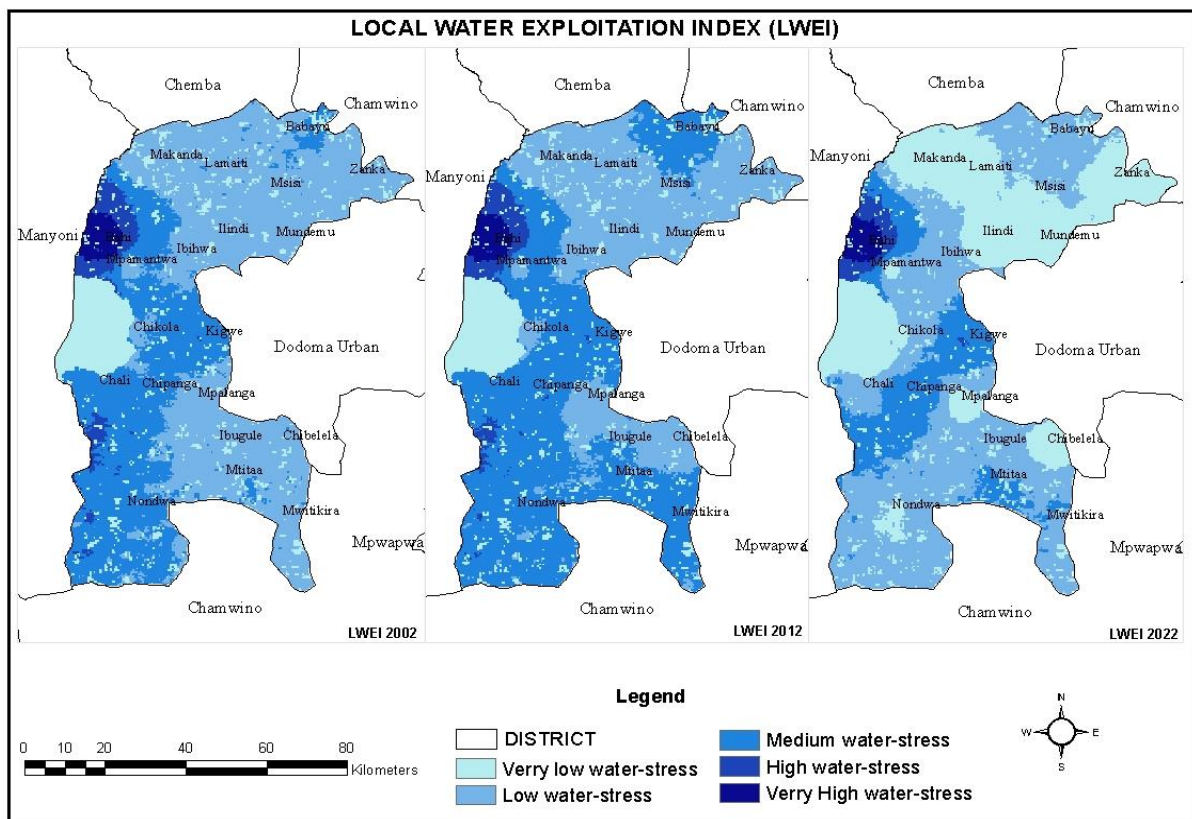 LOCAL WATER EXPLOITATION INDEX (LWEI)
Chemba
Chamwino
Babayu
Makanda
Lamaiti
Zanka
Msisi
Manyoni
Bahi
Ilindi
Mundemu
Ibihwa
Mpamantwa
Chikola
Kigwe
Dodoma Urban
Chali
Chipanga
Mpalanga
Ibugule
Chibelela
Mtitaa
Nondwa
Mwitikira
Mpwapwa
Chamwino
LWEI 2002
Chemba
Chamwino
Babayu
Makanda
Lamaiti
Zanka
Msisi
Manyoni
Bahi
Ilindi
Mundemu
Ibihwa
Mpamantwa
Chikola
Kigwe
Dodoma Urban
Chali
Chipanga
Mpalanga
Ibugule
Chibelela
Mtitaa
Nondwa
Mwitikira
Mpwapwa
Chamwino
LWEI 2012
Chemba
Chamwino
Babayu
Manyoni
Makanda
Lamaiti
Zanka
Msisi
Bahi
Ilindi
Mundemu
Ibihwa
Mpamantwa
Chikola
Kigwe
Dodoma Urban
Chali
Chipanga
Mpalanga
Ibugule
Chibelela
Mtitaa
Nondwa
Mwitikira
Mpwapwa
Chamwino
LWEI 2022
Legend
DISTRICT
Verry low water-stress
Low water-stress
Medium water-stress
High water-stress
Verry High water-stress
0 10 20 40 60 80
Kilometers
N
W E
S